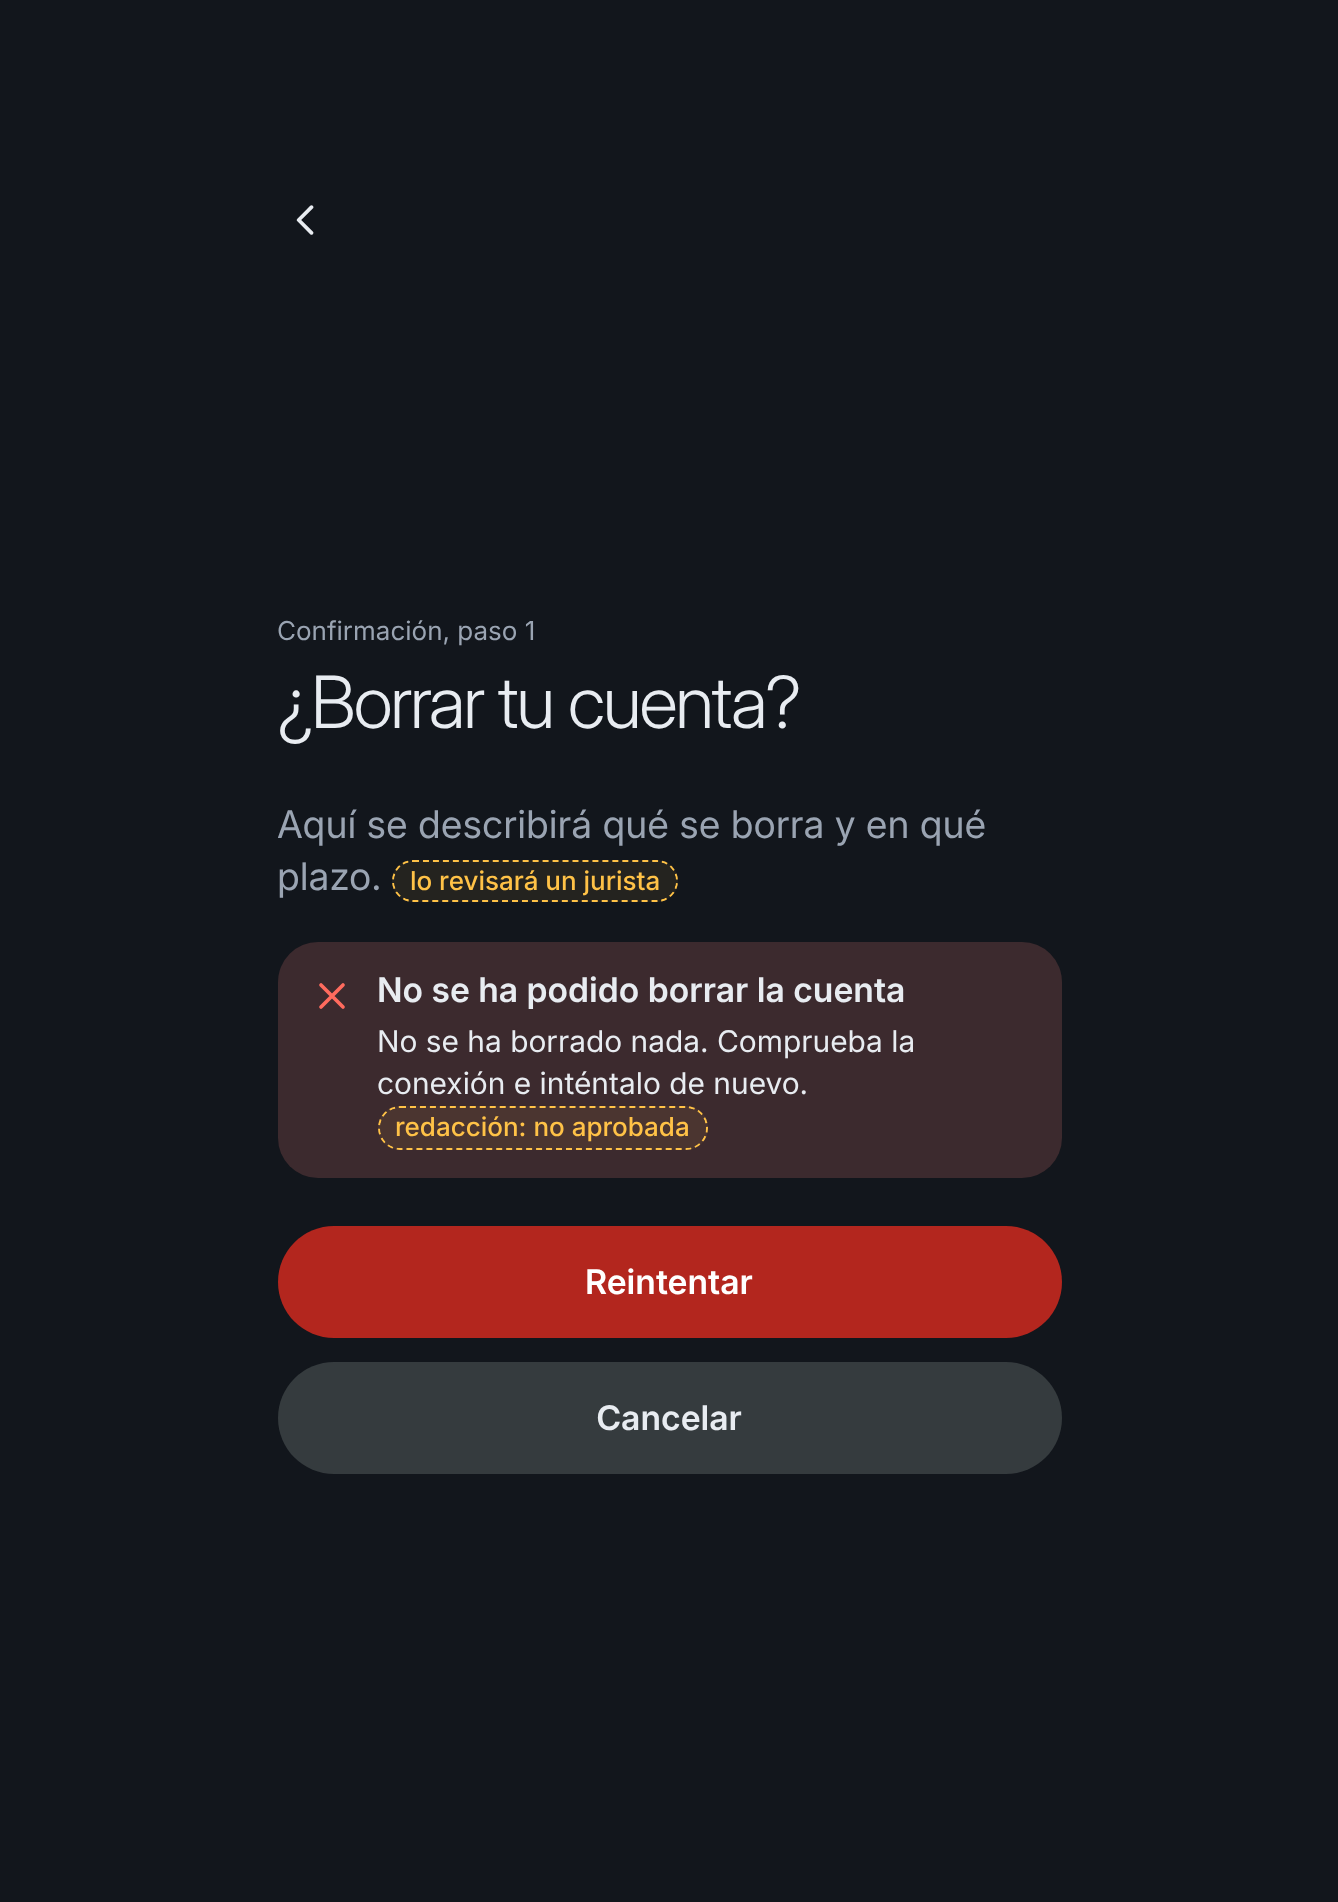 Confirmación, paso 1
¿Borrar tu cuenta?
Aquí se describirá qué se borra y en qué
plazo. lo revisará un jurista
No se ha podido borrar la cuenta
No se ha borrado nada. Comprueba la
conexión e inténtalo de nuevo.
redacción: no aprobada
Reintentar
Cancelar